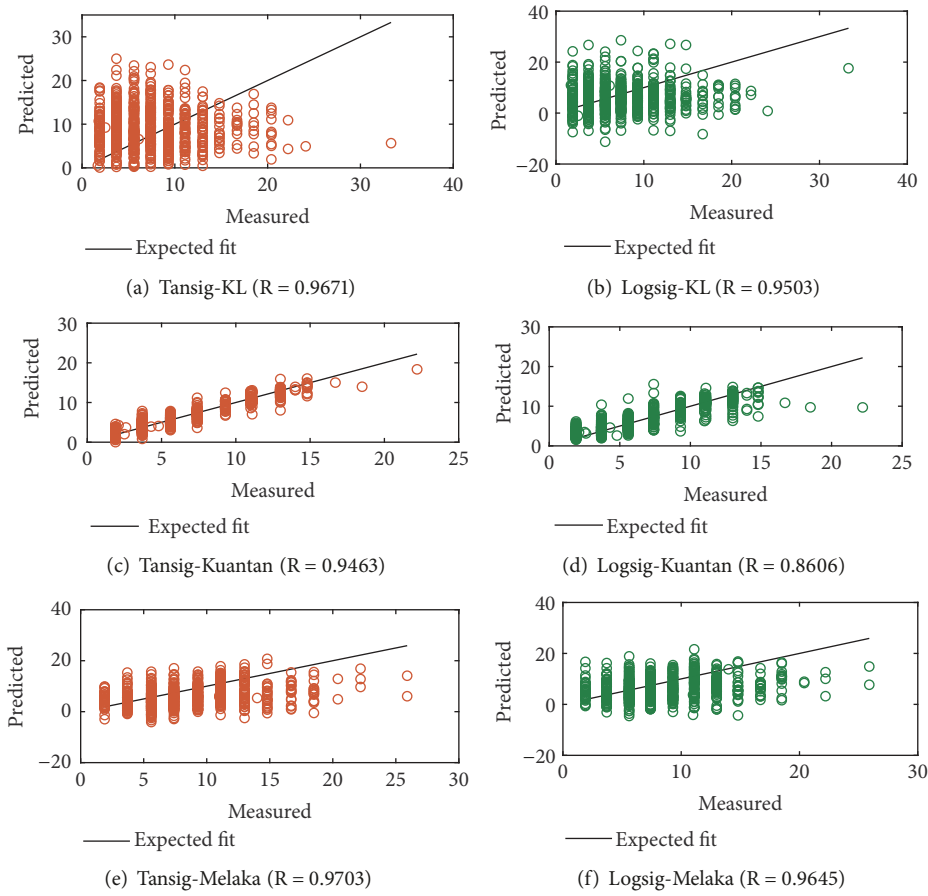 30
20
10
0
Predicted
0
10
20
30
40
Measured
Expected fit
(a) Tansig-KL (R = 0.9671)
40
20
0
−20
Predicted
0
10
20
30
40
Measured
Expected fit
(b) Logsig-KL (R = 0.9503)
30
20
10
0
Predicted
0
5
10
15
20
25
Measured
Expected fit
(c) Tansig-Kuantan (R = 0.9463)
30
20
10
0
Predicted
0
5
10
15
20
25
Measured
Expected fit
(d) Logsig-Kuantan (R = 0.8606)
40
20
0
−20
Predicted
0
5
10
15
20
25
30
Measured
Expected fit
(e) Tansig-Melaka (R = 0.9703)
40
20
0
−20
Predicted
0
10
20
30
Measured
Expected fit
(f) Logsig-Melaka (R = 0.9645)